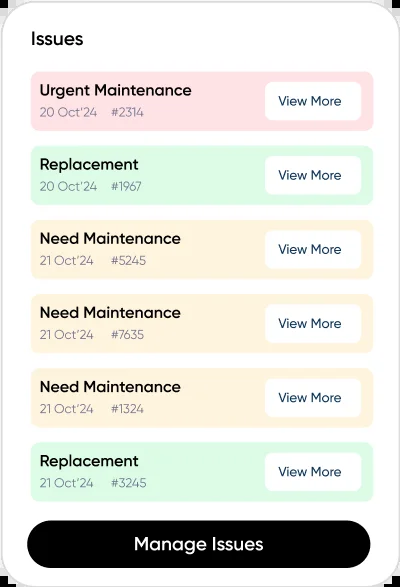 Issues
Urgent Maintenance
20 Oct'24 #2314
View More
Replacement
20 Oct'24 #1967
View More
Need Maintenance
21 Oct'24 #5245
View More
Need Maintenance
21 Oct'24 #7635
View More
Need Maintenance
21 Oct'24 #1324
View More
Replacement
21 Oct'24 #3245
View More
Manage Issues